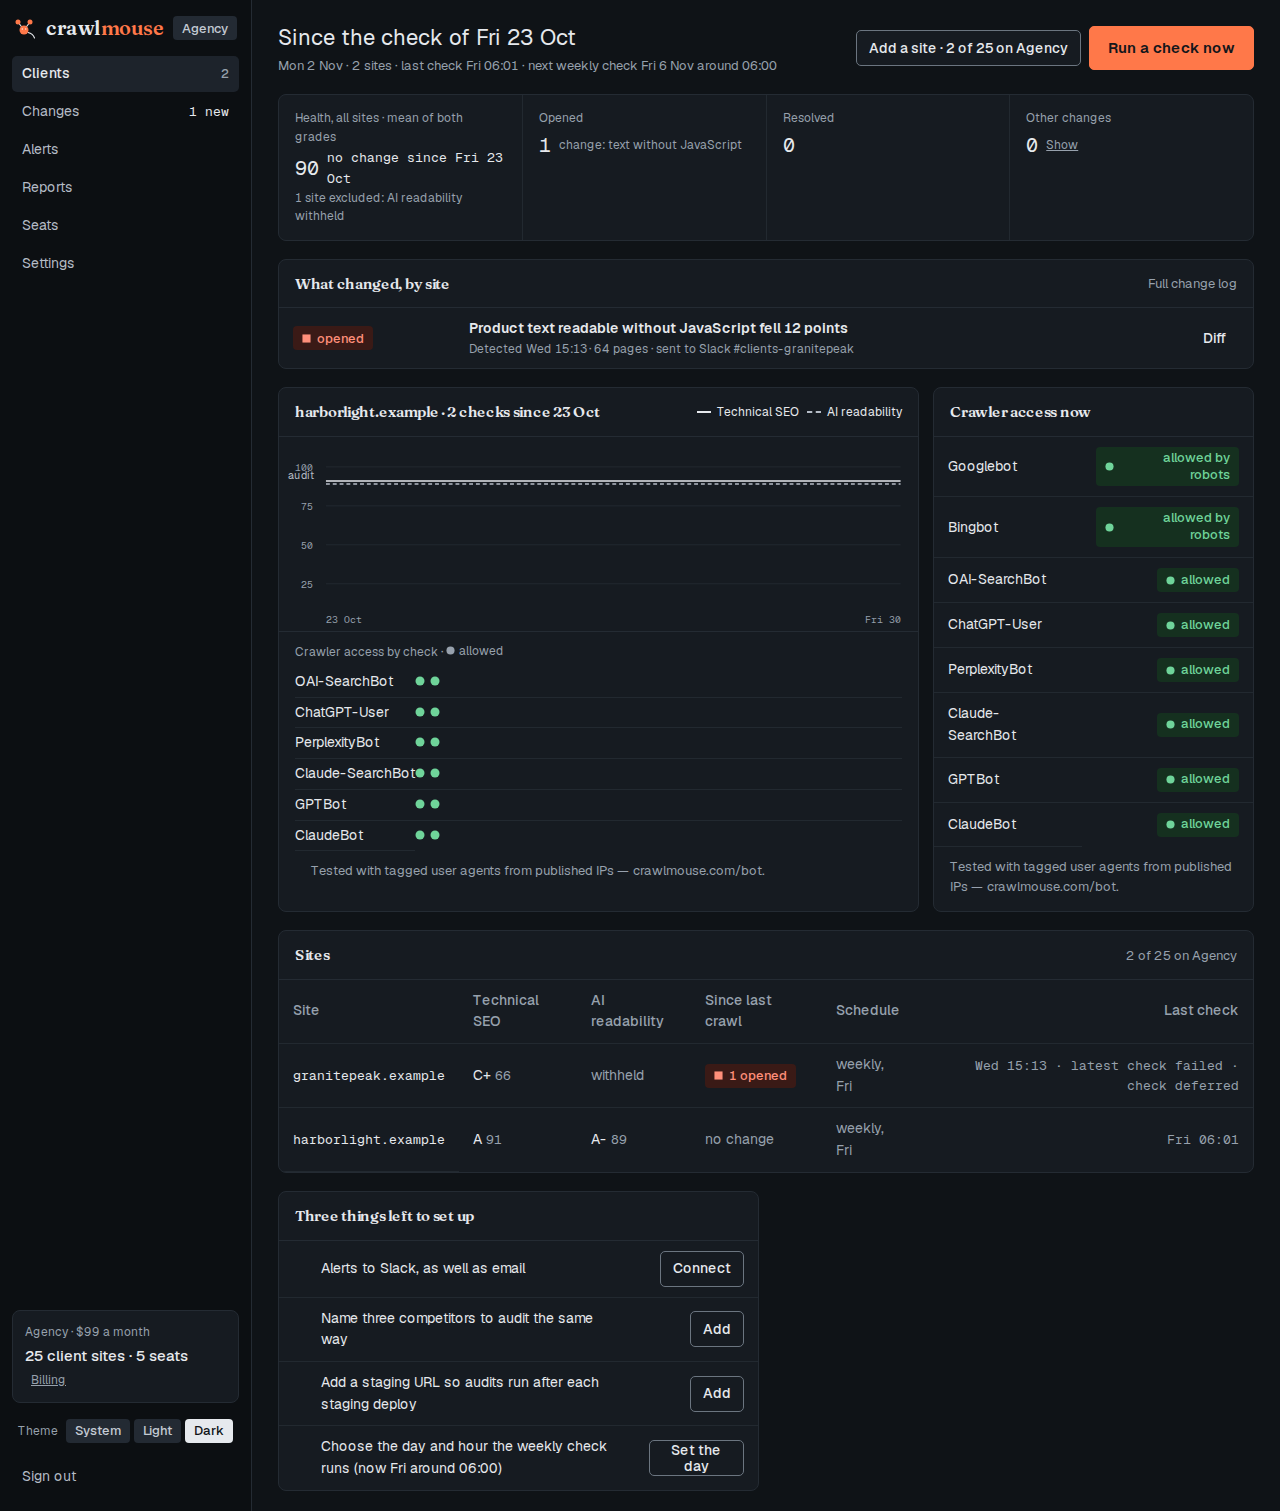 crawlmouse Agency
Clients 2
Changes 1 new
Alerts
Reports
Seats
Settings
Agency · $99 a month
25 client sites · 5 seats
Billing
Theme System Light Dark
Sign out
Since the check of Fri 23 Oct
Mon 2 Nov · 2 sites · last check Fri 06:01 · next weekly check Fri 6 Nov around 06:00
Add a site · 2 of 25 on Agency
Run a check now
Health, all sites · mean of both
grades
90 no change since Fri 23
Oct
1 site excluded: AI readability
withheld
Opened
1 change: text without JavaScript
Resolved
0
Other changes
0 Show
What changed, by site
Full change log
opened
Product text readable without JavaScript fell 12 points
Detected Wed 15:13 · 64 pages · sent to Slack #clients-granitepeak
Diff
harborlight.example · 2 checks since 23 Oct
Technical SEO AI readability
100
audit
75
50
25
23 Oct Fri 30
Crawler access by check · allowed
OAI-SearchBot
ChatGPT-User
PerplexityBot
Claude-SearchBot
GPTBot
ClaudeBot
Tested with tagged user agents from published IPs — crawlmouse.com/bot.
Crawler access now
Googlebot allowed by
robots
Bingbot allowed by
robots
OAI-SearchBot allowed
ChatGPT-User allowed
PerplexityBot allowed
Claude-
SearchBot allowed
GPTBot allowed
ClaudeBot allowed
Tested with tagged user agents from published
IPs — crawlmouse.com/bot.
Sites
2 of 25 on Agency
Site Technical SEO AI readability Since last crawl Schedule Last check
granitepeak.example C+ 66 withheld 1 opened weekly, Fri Wed 15:13 · latest check failed · check deferred
harborlight.example A 91 A- 89 no change weekly, Fri Fri 06:01
Three things left to set up
Alerts to Slack, as well as email Connect
Name three competitors to audit the same
way
Add
Add a staging URL so audits run after each
staging deploy
Add
Choose the day and hour the weekly check
runs (now Fri around 06:00)
Set the
day